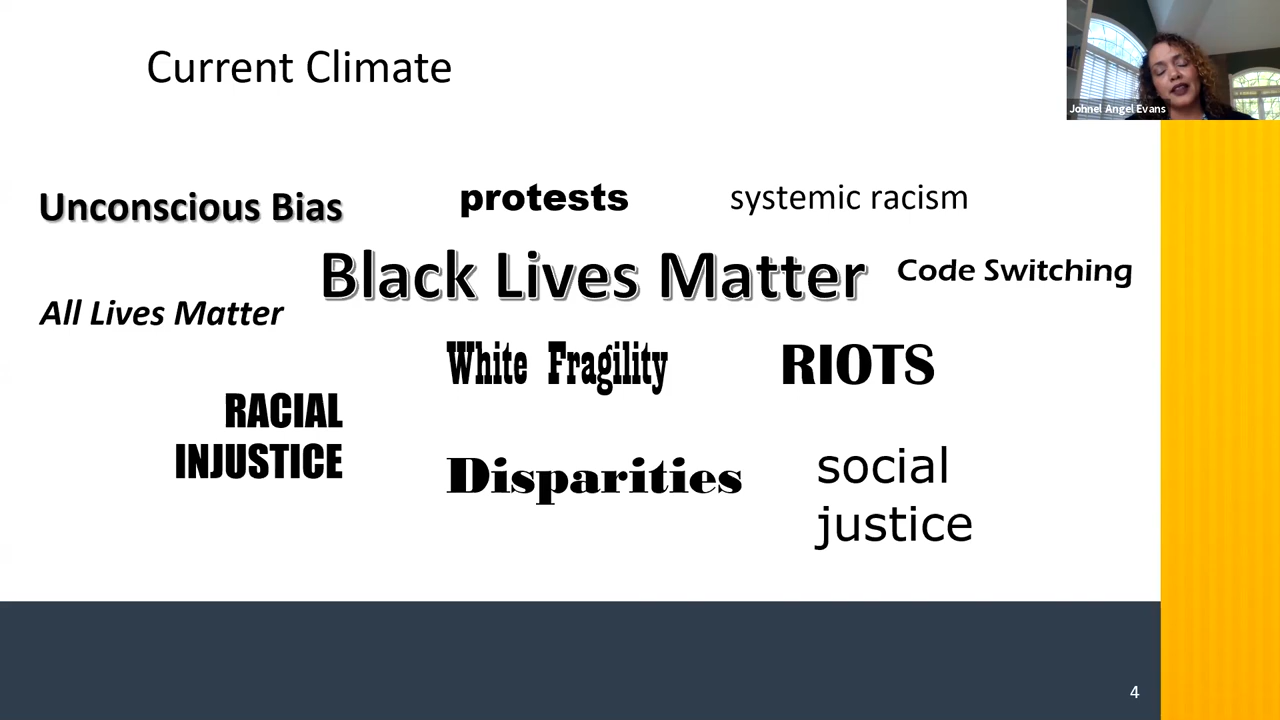 Current Climate
Johnel Angel Evans
Unconscious Bias
protests
systemic racism
Black Lives Matter
Code Switching
All Lives Matter
White Fragility
RIOTS
RACIAL
INJUSTICE
Disparities
social
justice
4